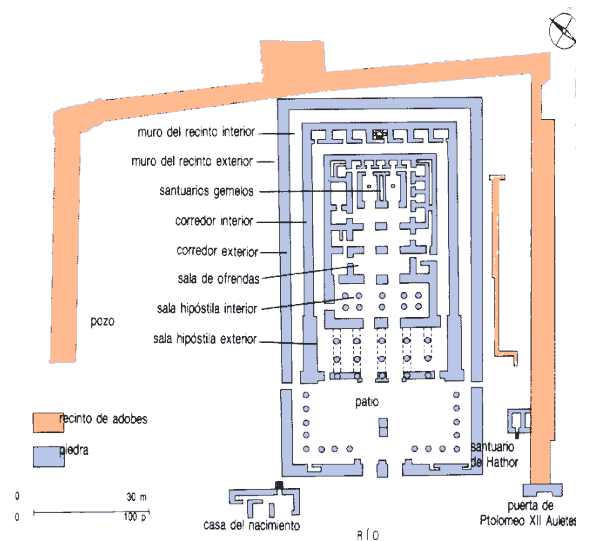 muro del recinto interior
muro del recinto exterior
santuarios gemelos
corredor interior
corredor exterior
sala de ofrendas
sala hipóstila interior
pozo
sala hipóstila exterior
patio
recinto de adobes
piedra
santuario
de Hathor
0 30 m
0 100 p
casa del nacimiento
puerta de
Ptolomeo XII Auletes
RÍO